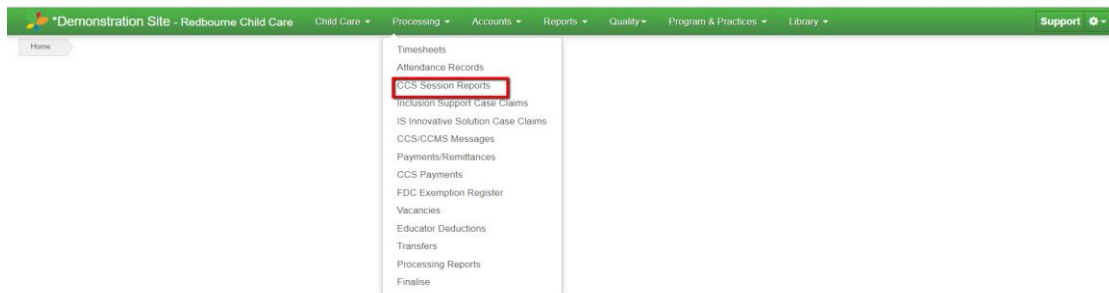 *Demonstration Site - Redbourne Child Care Child Care Processing Accounts Reports Quality Program & Practices Library Support
Home
Timesheets
Attendance Records
CCS Session Reports
Inclusion Support Case Claims
IS Innovative Solution Case Claims
CCS/CCMS Messages
Payments/Remittances
CCS Payments
FDC Exemption Register
Vacancies
Educator Deductions
Transfers
Processing Reports
Finalise